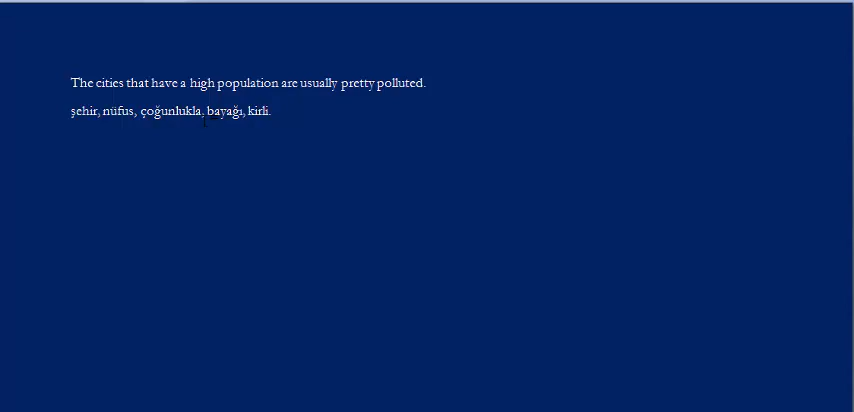 The cities that have a high population are usually pretty polluted.
şehir, nüfus, çoğunlukla, bayağı, kirli.